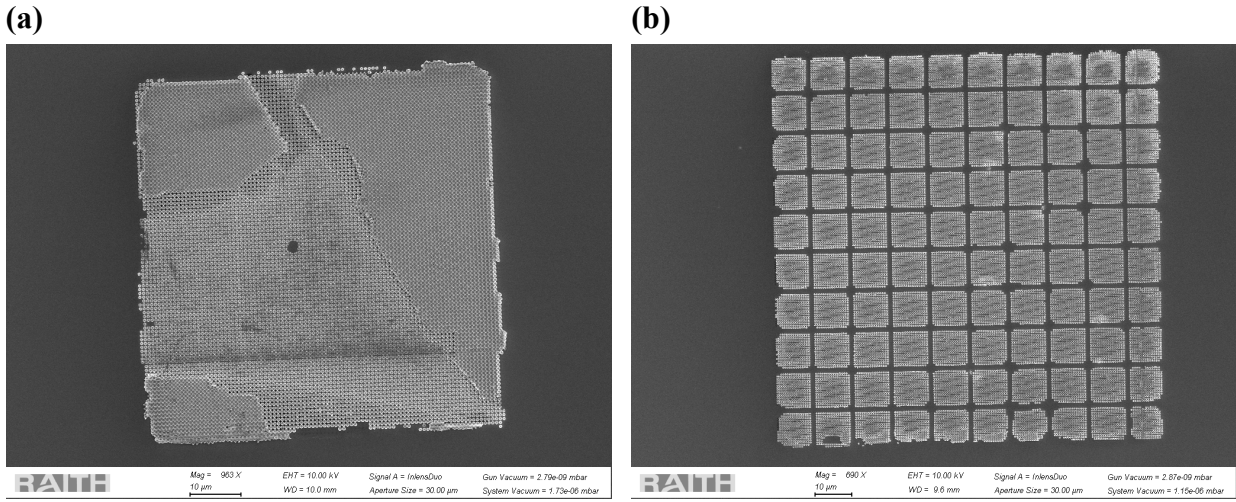 (a)
(b)
RAITH
Mag = 963 X
10 µm
EHT = 10.00 kV
WD = 10.0 mm
Signal A = InlensDuo
Aperture Size = 30.00 µm
Gun Vacuum = 2.79e-09 mbar
System Vacuum = 1.73e-06 mbar
RAITH
Mag = 690 X
10 µm
EHT = 10.00 kV
WD = 9.6 mm
Signal A = InlensDuo
Aperture Size = 30.00 µm
Gun Vacuum = 2.87e-09 mbar
System Vacuum = 1.15e-06 mbar